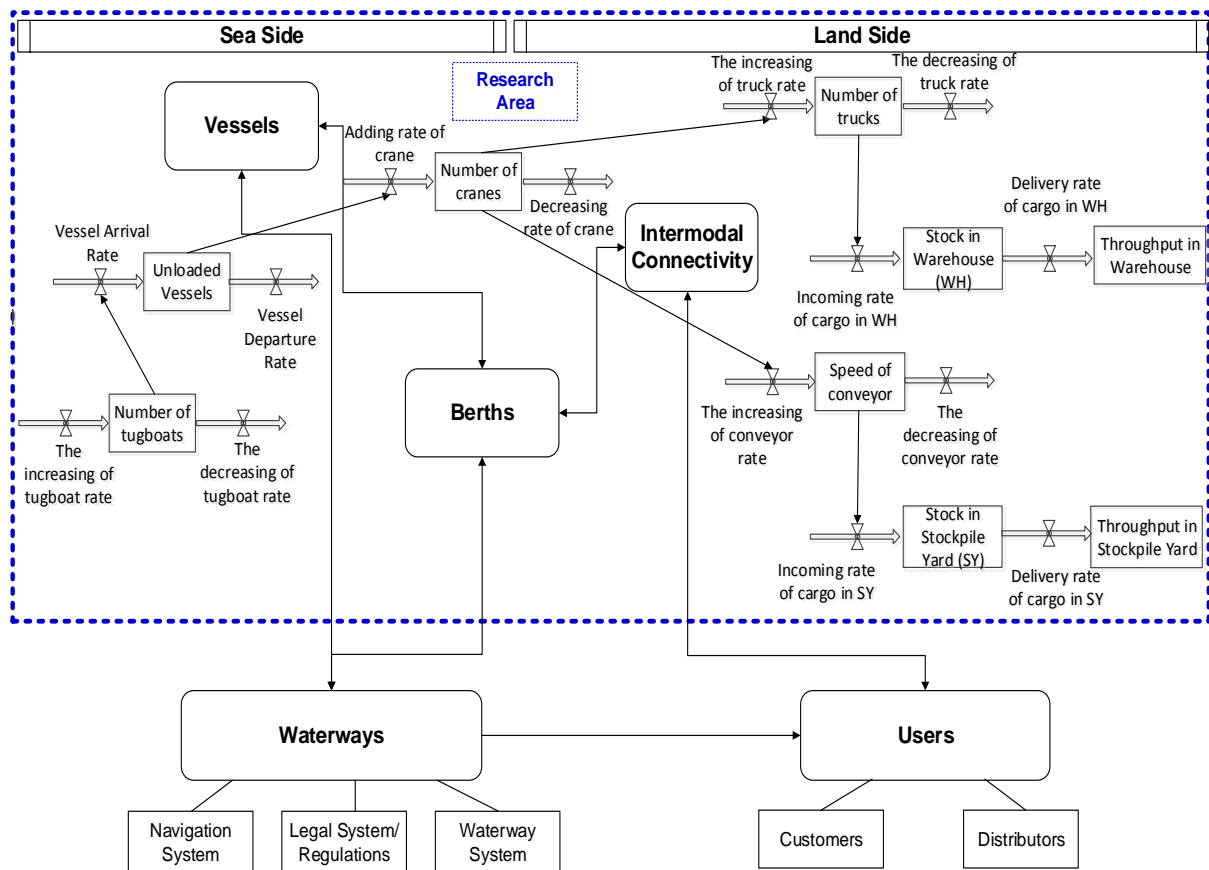 Sea Side
Land Side
Research
Area
The increasing
of truck rate
The decreasing of
truck rate
Number of
trucks
Vessels
Adding rate of
crane
Number of
cranes
Decreasing
rate of crane
Delivery rate
of cargo in WH
Vessel Arrival
Rate
Unloaded
Vessels
Vessel
Departure
Rate
Intermodal
Connectivity
Stock in
Warehouse
(WH)
Throughput in
Warehouse
Incoming rate
of cargo in WH
Berths
Speed of
conveyor
The increasing
of conveyor
rate
The
decreasing of
conveyor rate
Number of
tugboats
The
increasing of
tugboat rate
The
decreasing of
tugboat rate
Stock in
Stockpile
Yard (SY)
Throughput in
Stockpile Yard
Incoming rate
of cargo in SY
Delivery rate
of cargo in SY
Waterways
Users
Navigation
System
Legal System/
Regulations
Waterway
System
Customers
Distributors